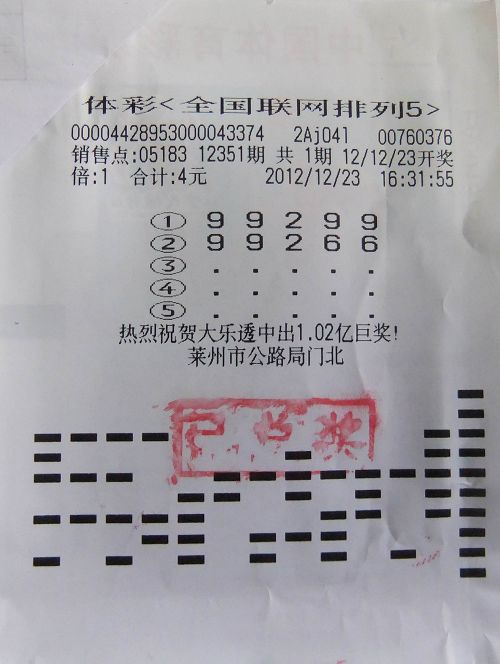 体彩<全国联网排列5>
00004428953000043374 2Aj04l 00760376
销售点:05183 12351期 共 1期 12/12/23开奖
倍:1 合计:4元 2012/12/23 16:31:55
① 9 9 2 9 9
② 9 9 2 6 6
③ . . . . .
④ . . . . .
⑤ . . . . .
热烈祝贺大乐透中出1.02亿巨奖!
莱州市公路局门北
已兑奖